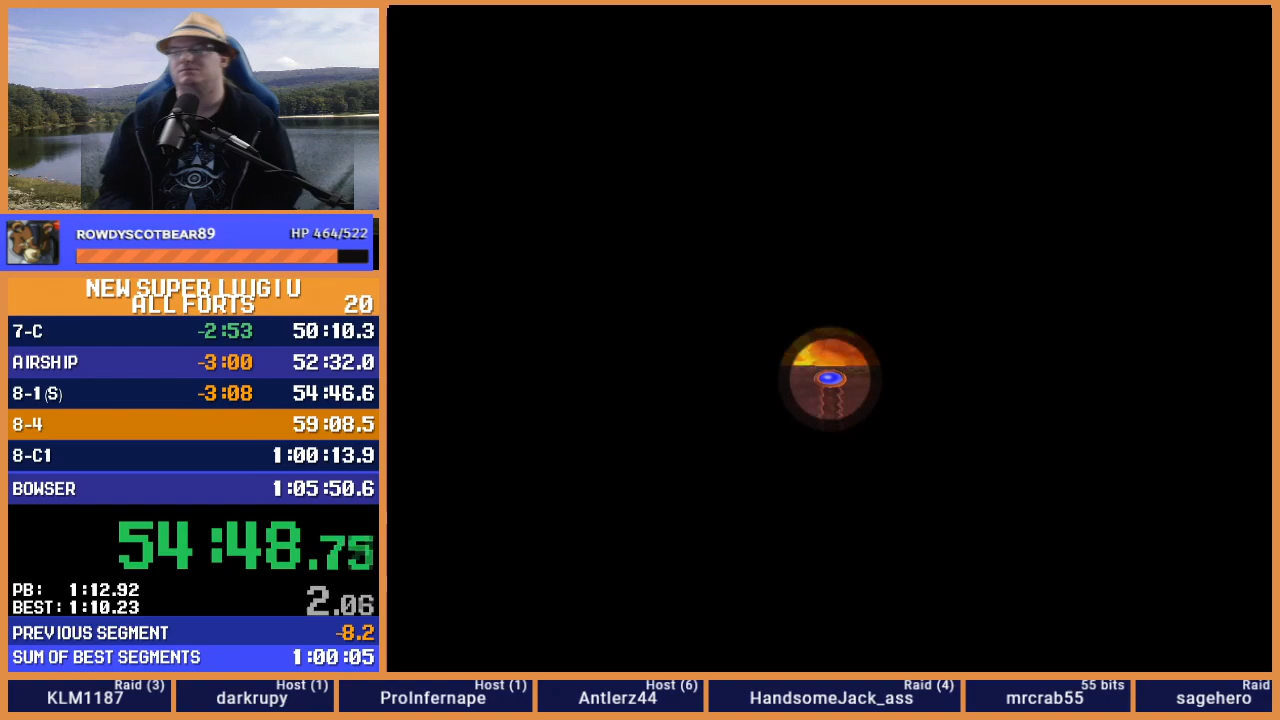 ROWDYSCOTBEAR89 HP 464/522
NEW SUPER LUIGI U
ALL FORTS 20
7-C -2:53 50:10.3
AIRSHIP -3:00 52:32.0
8-1(S) -3:08 54:46.6
8-4 59:08.5
8-C1 1:00:13.9
BOWSER 1:05:50.6
54:48.75
PB: 1:12.92
BEST: 1:10.23 2.06
PREVIOUS SEGMENT -8.2
SUM OF BEST SEGMENTS 1:00:05
Raid (3) Host (1) Host (1) Host (6) Raid (4) 55 bits Raid
KLM1187 darkrupy ProInfernape Antlerz44 HandsomeJack_ass mrcrab55 sagehero